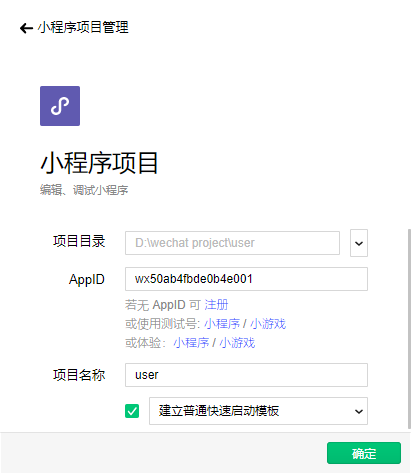 小程序项目管理
小程序项目
编辑、调试小程序
项目目录 D:\wechat project\user
AppID wx50ab4fbde0b4e001
若无 AppID 可 注册
或使用测试号: 小程序 / 小游戏
或体验： 小程序 / 小游戏
项目名称 user
建立普通快速启动模板
确定